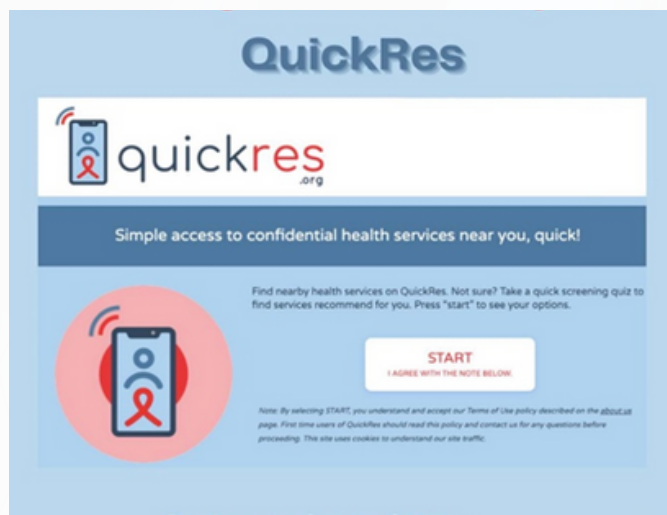 QuickRes
quickres
.org
Simple access to confidential health services near you, quick!
Find nearby health services on QuickRes. Not sure? Take a quick screening quiz to
find services recommend for you. Press "start" to see your options.
START
I AGREE WITH THE NOTE BELOW.
Note: By selecting START, you understand and accept our Terms of Use policy described on the about us
page. First time users of QuickRes should read this policy and contact us for any questions before
proceeding. This site uses cookies to understand our site traffic.